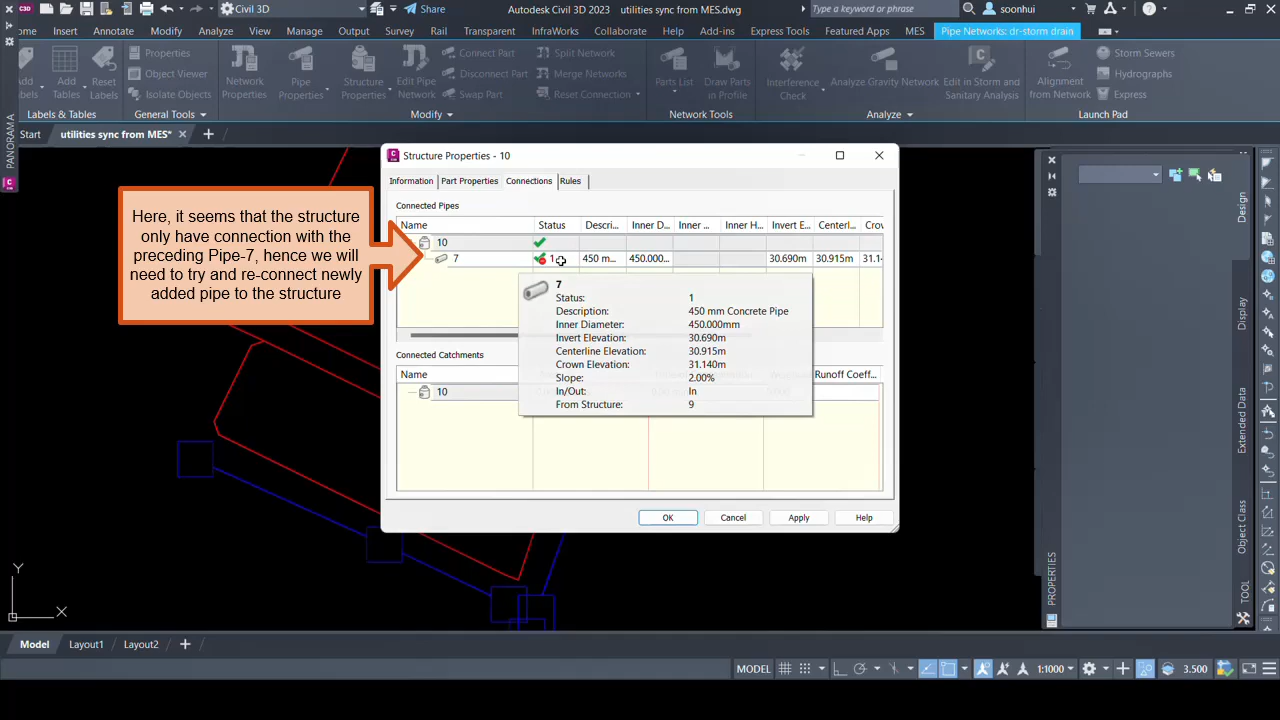 Civil 3D
Share
Autodesk Civil 3D 2023 utilities sync from MES.dwg
Type a keyword or phrase
soonhui
ome Insert Annotate Modify Analyze View Manage Output Survey Rail Transparent InfraWorks Collaborate Help Add-ins Express Tools Featured Apps MES Pipe Networks: dr-storm drain
Add
Labels
Add
Tables
Reset
Labels
Labels & Tables
Properties
Object Viewer
Isolate Objects
General Tools
Network
Properties
Pipe
Properties
Structure
Properties
Edit Pipe
Network
Connect Part
Disconnect Part
Swap Part
Split Network
Merge Networks
Reset Connection
Modify
Parts List
Draw Parts
in Profile
Network Tools
Interference
Check
Analyze Gravity Network
Edit in Storm and
Sanitary Analysis
Analyze
Alignment
from Network
Storm Sewers
Hydrographs
Express
Launch Pad
Start
utilities sync from MES*
PANORAMA
Here, it seems that the structure
only have connection with the
preceding Pipe-7, hence we will
need to try and re-connect newly
added pipe to the structure
Structure Properties - 10
Information Part Properties Connections Rules
Connected Pipes
Name Status Descri... Inner D... Inner ... Inner H... Invert E... Centerl... Crov
10
7 1 450 m... 450.000... 30.690m 30.915m 31.1
7
Status: 1
Description: 450 mm Concrete Pipe
Inner Diameter: 450.000mm
Invert Elevation: 30.690m
Centerline Elevation: 30.915m
Crown Elevation: 31.140m
Slope: 2.00%
In/Out: In
From Structure: 9
Connected Catchments
Name Runoff Coeff...
10
OK Cancel Apply Help
Design
Display
Extended Data
Object Class
PROPERTIES
TOOL
Y
X
Model Layout1 Layout2
MODEL 1:1000 3.500